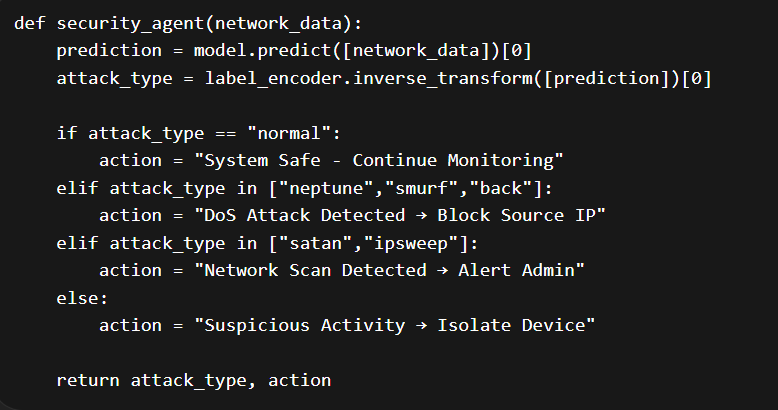 def security_agent(network_data):
    prediction = model.predict([network_data])[0]
    attack_type = label_encoder.inverse_transform([prediction])[0]

    if attack_type == "normal":
        action = "System Safe - Continue Monitoring"
    elif attack_type in ["neptune","smurf","back"]:
        action = "DoS Attack Detected → Block Source IP"
    elif attack_type in ["satan","ipsweep"]:
        action = "Network Scan Detected → Alert Admin"
    else:
        action = "Suspicious Activity → Isolate Device"

    return attack_type, action